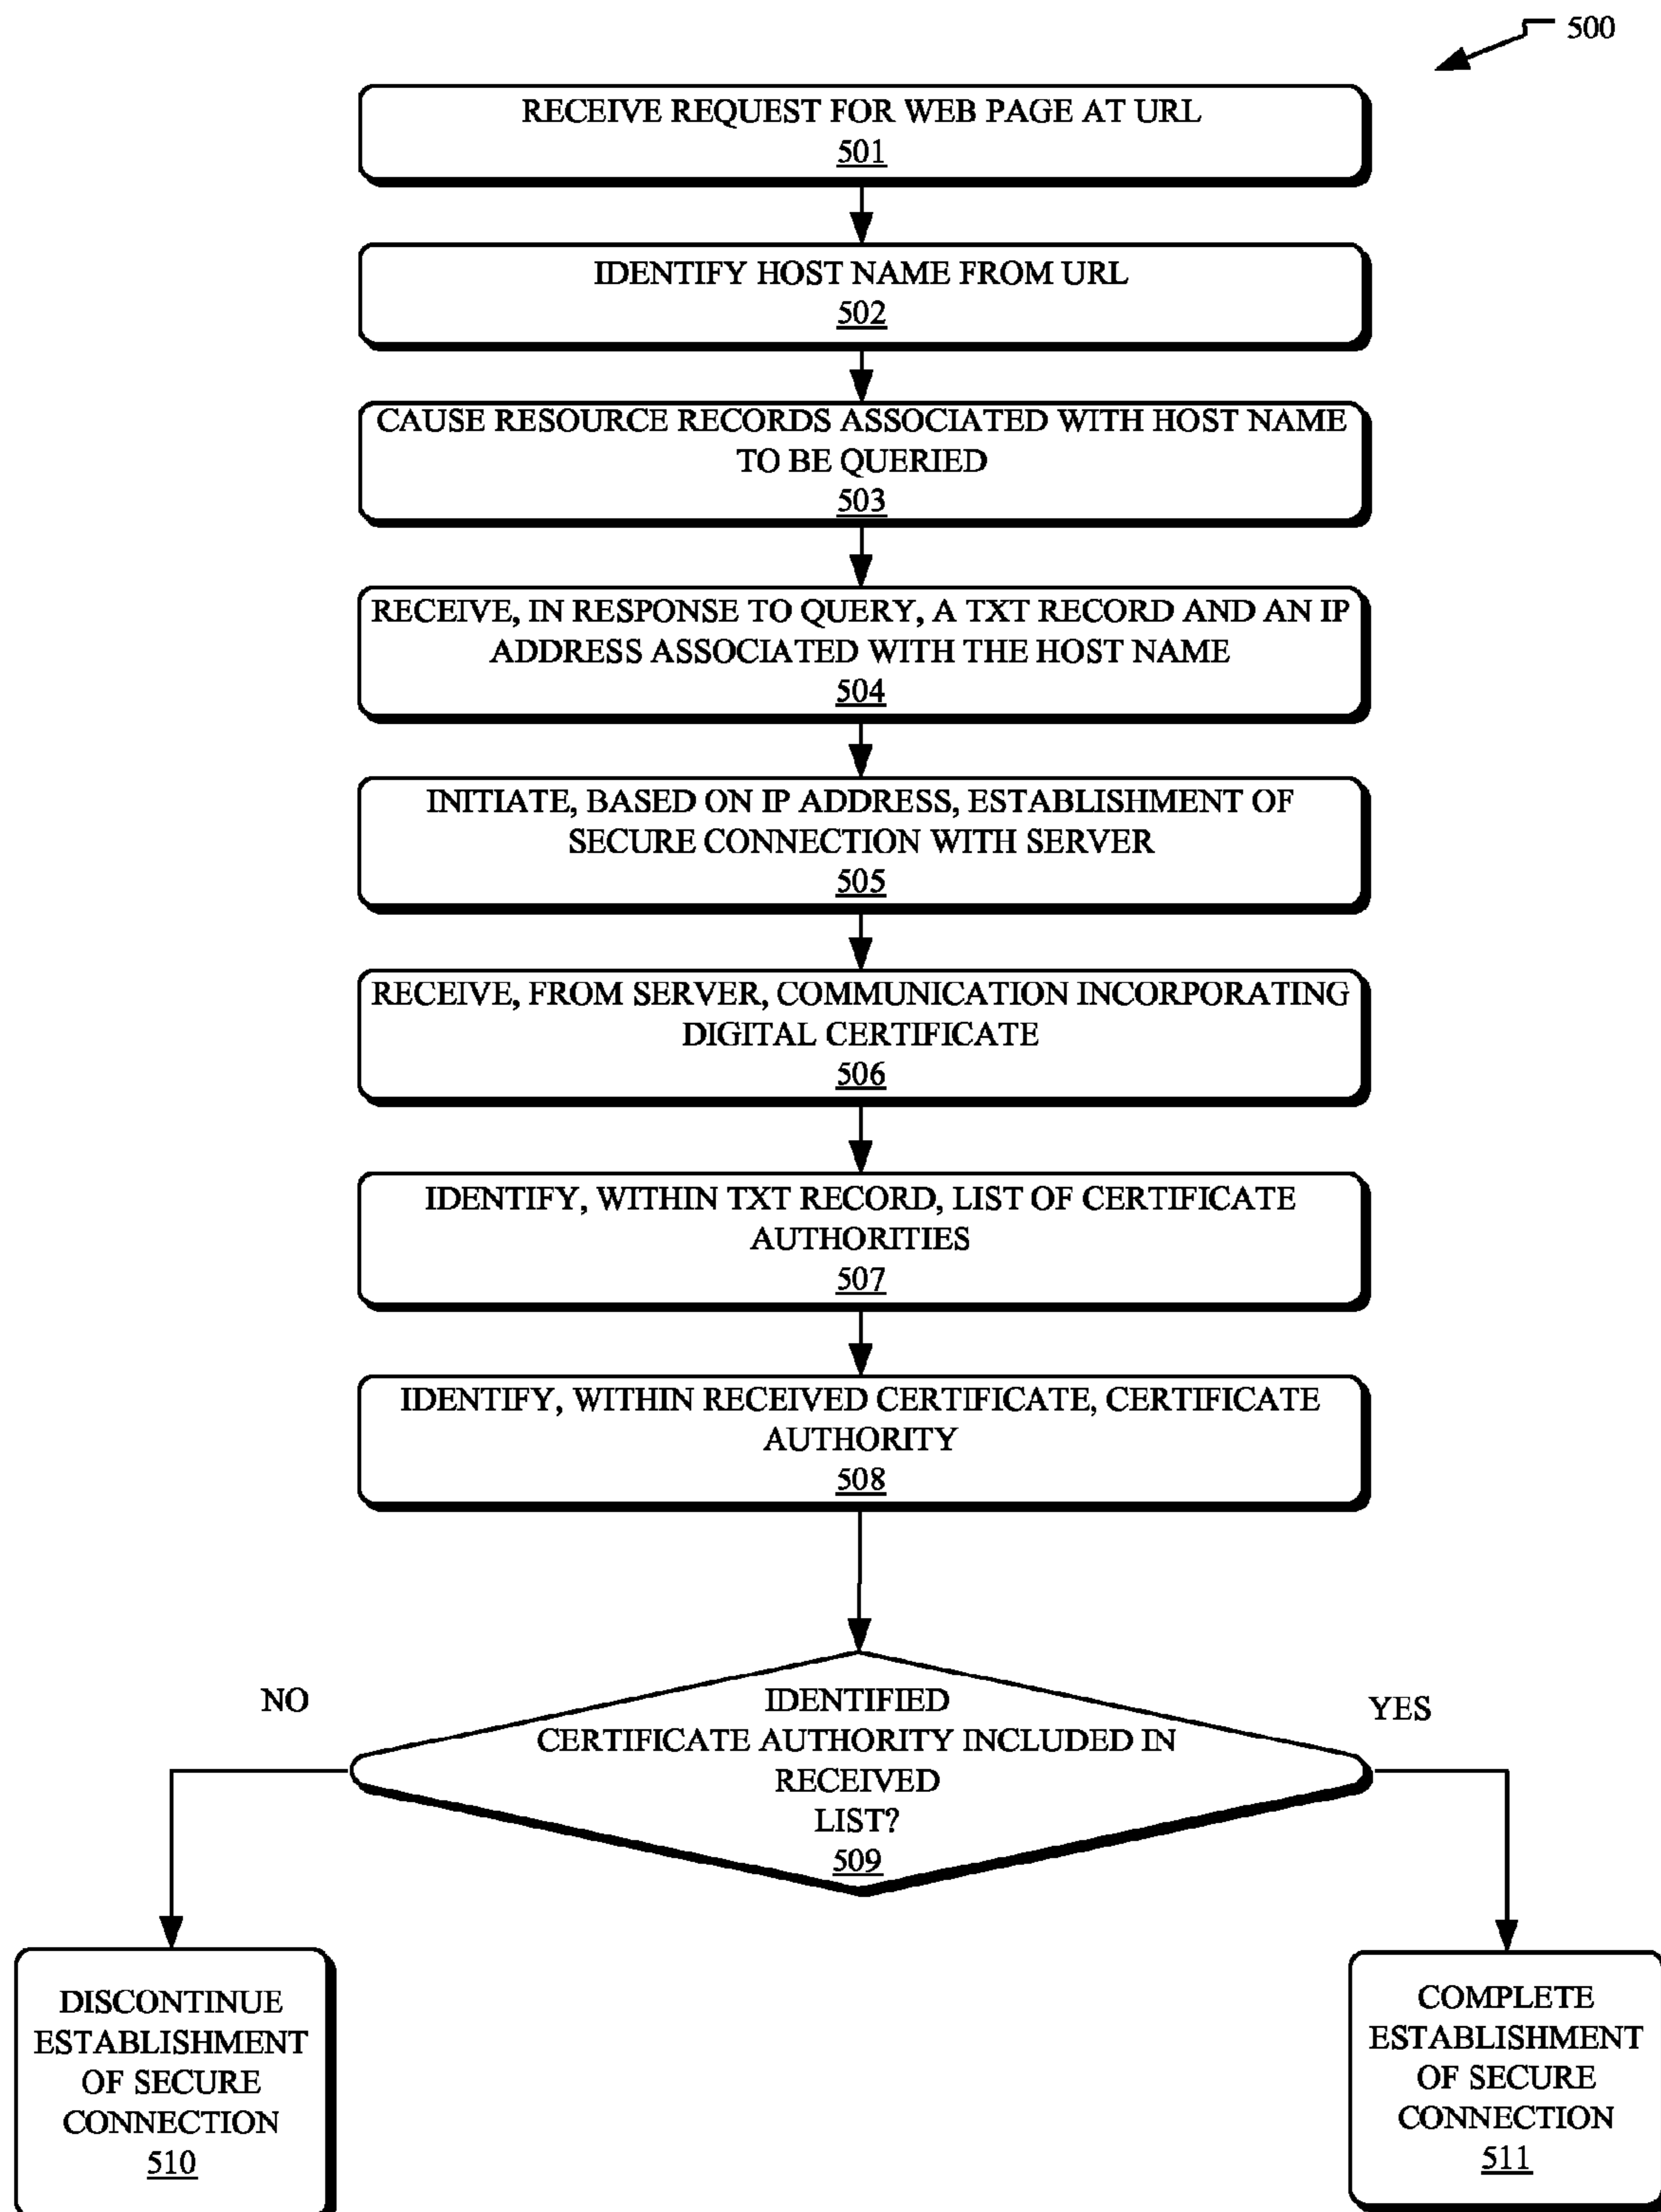 500
RECEIVE REQUEST FOR WEB PAGE AT URL
501
IDENTIFY HOST NAME FROM URL
502
CAUSE RESOURCE RECORDS ASSOCIATED WITH HOST NAME
TO BE QUERIED
503
RECEIVE, IN RESPONSE TO QUERY, A TXT RECORD AND AN IP
ADDRESS ASSOCIATED WITH THE HOST NAME
504
INITIATE, BASED ON IP ADDRESS, ESTABLISHMENT OF
SECURE CONNECTION WITH SERVER
505
RECEIVE, FROM SERVER, COMMUNICATION INCORPORATING
DIGITAL CERTIFICATE
506
IDENTIFY, WITHIN TXT RECORD, LIST OF CERTIFICATE
AUTHORITIES
507
IDENTIFY, WITHIN RECEIVED CERTIFICATE, CERTIFICATE
AUTHORITY
508
NO
YES
IDENTIFIED
CERTIFICATE AUTHORITY INCLUDED IN
RECEIVED
LIST?
509
DISCONTINUE
ESTABLISHMENT
OF SECURE
CONNECTION
510
COMPLETE
ESTABLISHMENT
OF SECURE
CONNECTION
511